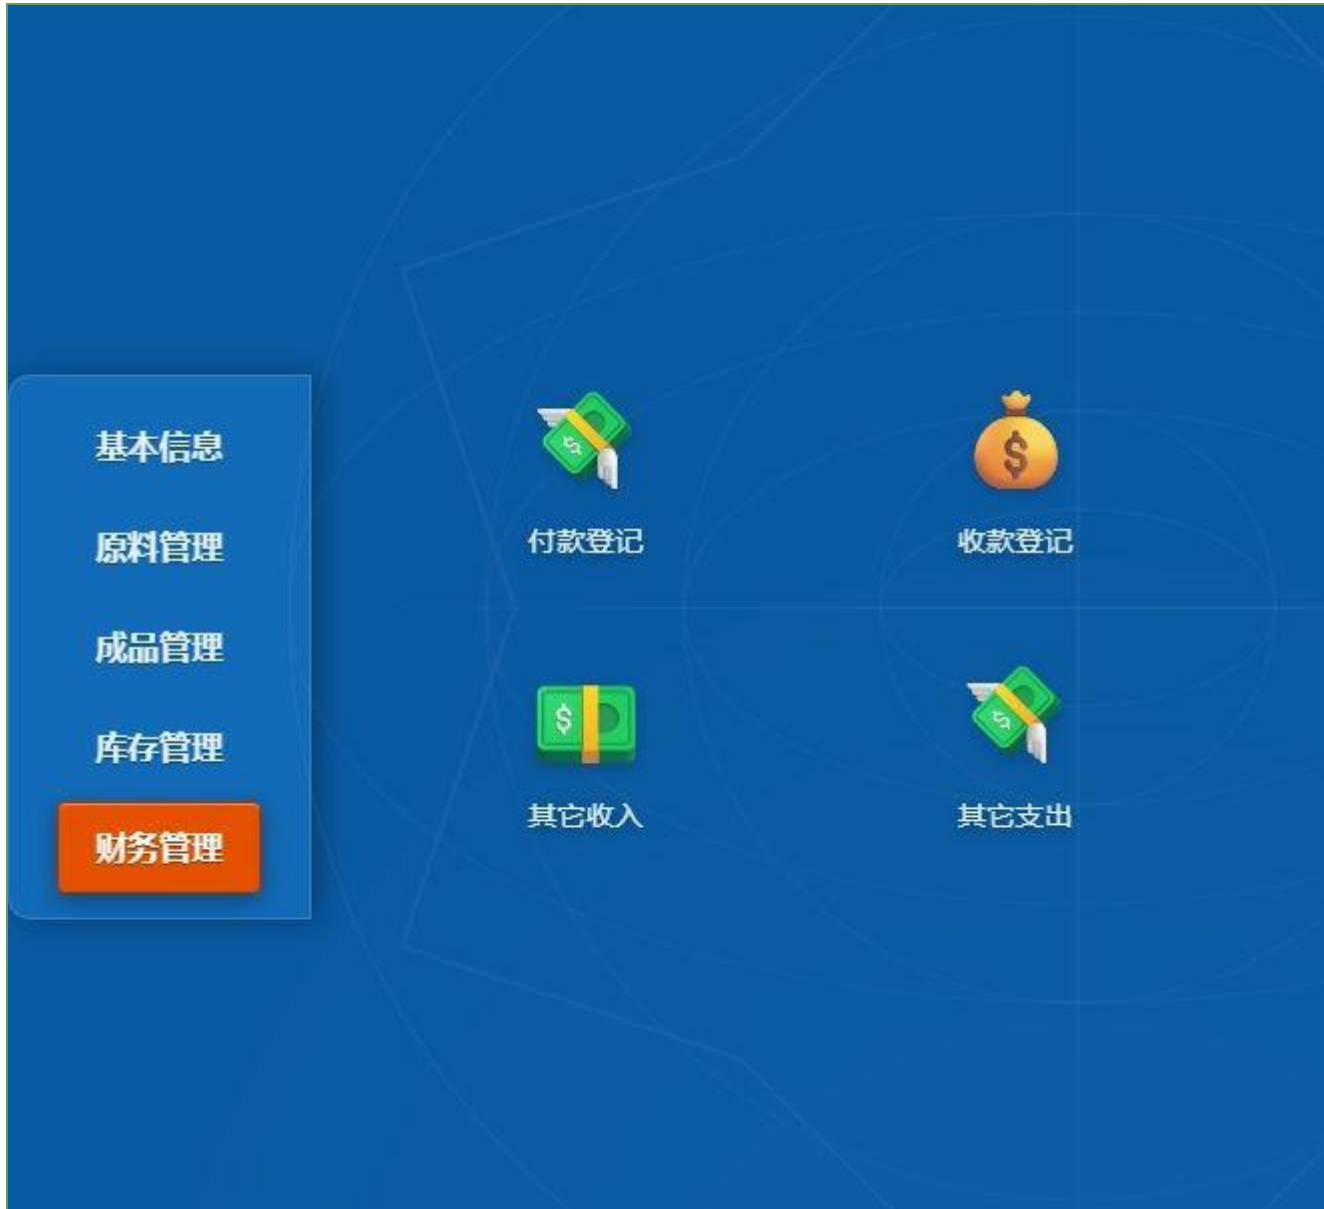 基本信息
原料管理
成品管理
库存管理
财务管理
付款登记
收款登记
其它收入
其它支出